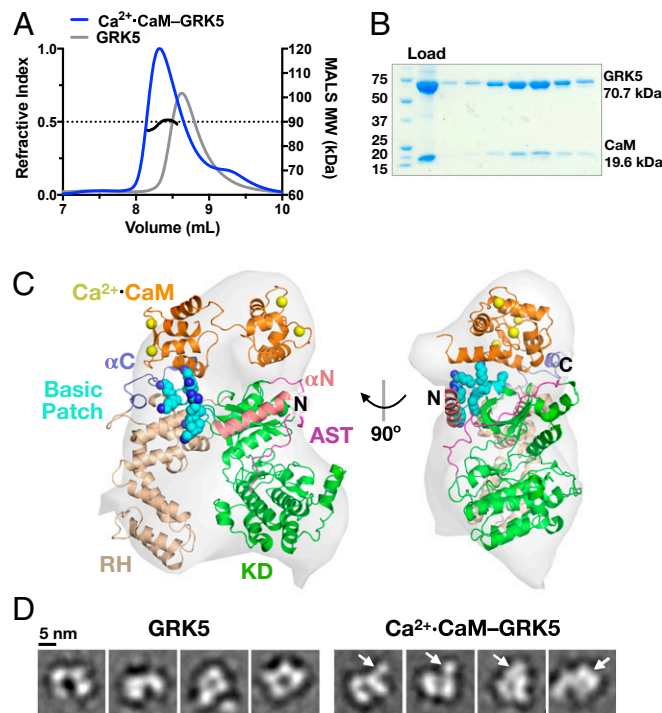 A
Ca²⁺·CaM–GRK5
GRK5
Refractive Index
1.0
0.5
0.0
120
110
100
90
80
70
60
MALS MW (kDa)
7 8 9 10
Volume (mL)
B
Load
75
50
37
25
20
15
GRK5
70.7 kDa
CaM
19.6 kDa
C
Ca²⁺·CaM
αC
Basic
Patch
αN
N
AST
RH
KD
90º
N
C
D
5 nm
GRK5
Ca²⁺·CaM–GRK5